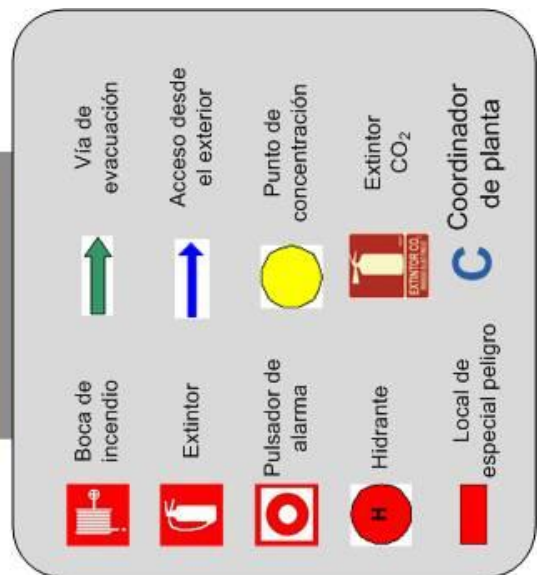 Boca de
incendio
Vía de
evacuación
Extintor
Acceso desde
el exterior
Pulsador de
alarma
Punto de
concentración
H
Hidrante
EXTINTOR CO2
Extintor
CO2
Local de
especial peligro
C Coordinador
de planta